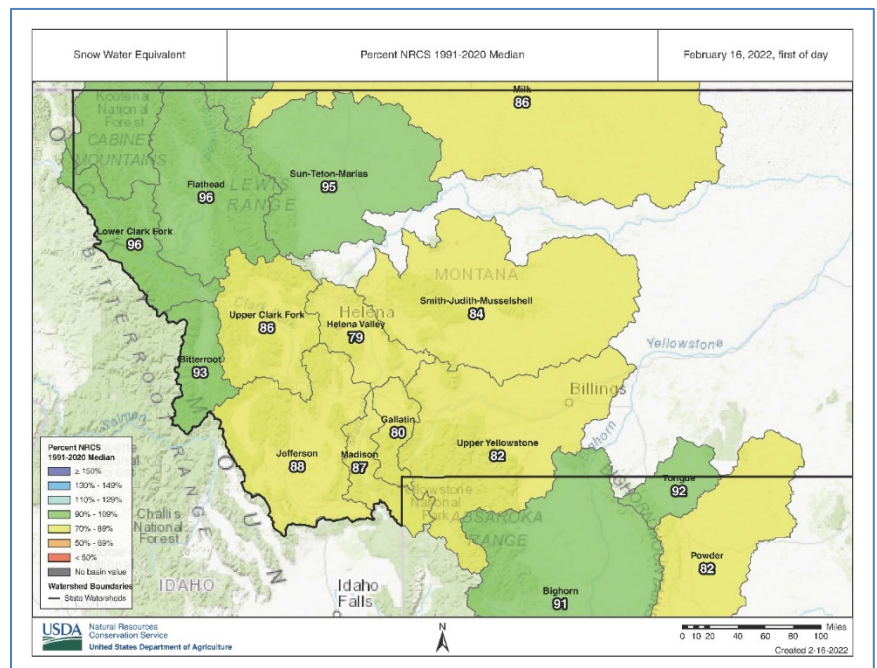 Snow Water Equivalent
Percent NRCS 1991-2020 Median
February 16, 2022, first of day
Kootenai
National
Forest
CABINET
MOUNTAINS
Milk
86
Flathead
96
LEWIS
RANGE
Sun-Teton-Marias
95
Lower Clark Fork
96
MONTANA
Upper Clark Fork
86
Helena
Helena Valley
79
Smith-Judith-Musselshell
84
Yellowstone
Bitterroot
93
BITTERROOT RANGE
Billings
Gallatin
80
Jefferson
88
Madison
87
Upper Yellowstone
82
Bighorn
Salmon
Yellowstone
National
Park
ABSAROKA
RANGE
Tongue
92
Powder
82
Bighorn
91
Challis
National
Forest
IDAHO
Idaho
Falls
Percent NRCS
1991-2020 Median
≥ 150%
130% - 149%
110% - 129%
90% - 109%
70% - 89%
50% - 69%
< 50%
No basin value
Watershed Boundaries
State Watersheds
USDA
Natural Resources
Conservation Service
United States Department of Agriculture
N
Miles
0 10 20 40 60 80 100
Created 2-16-2022